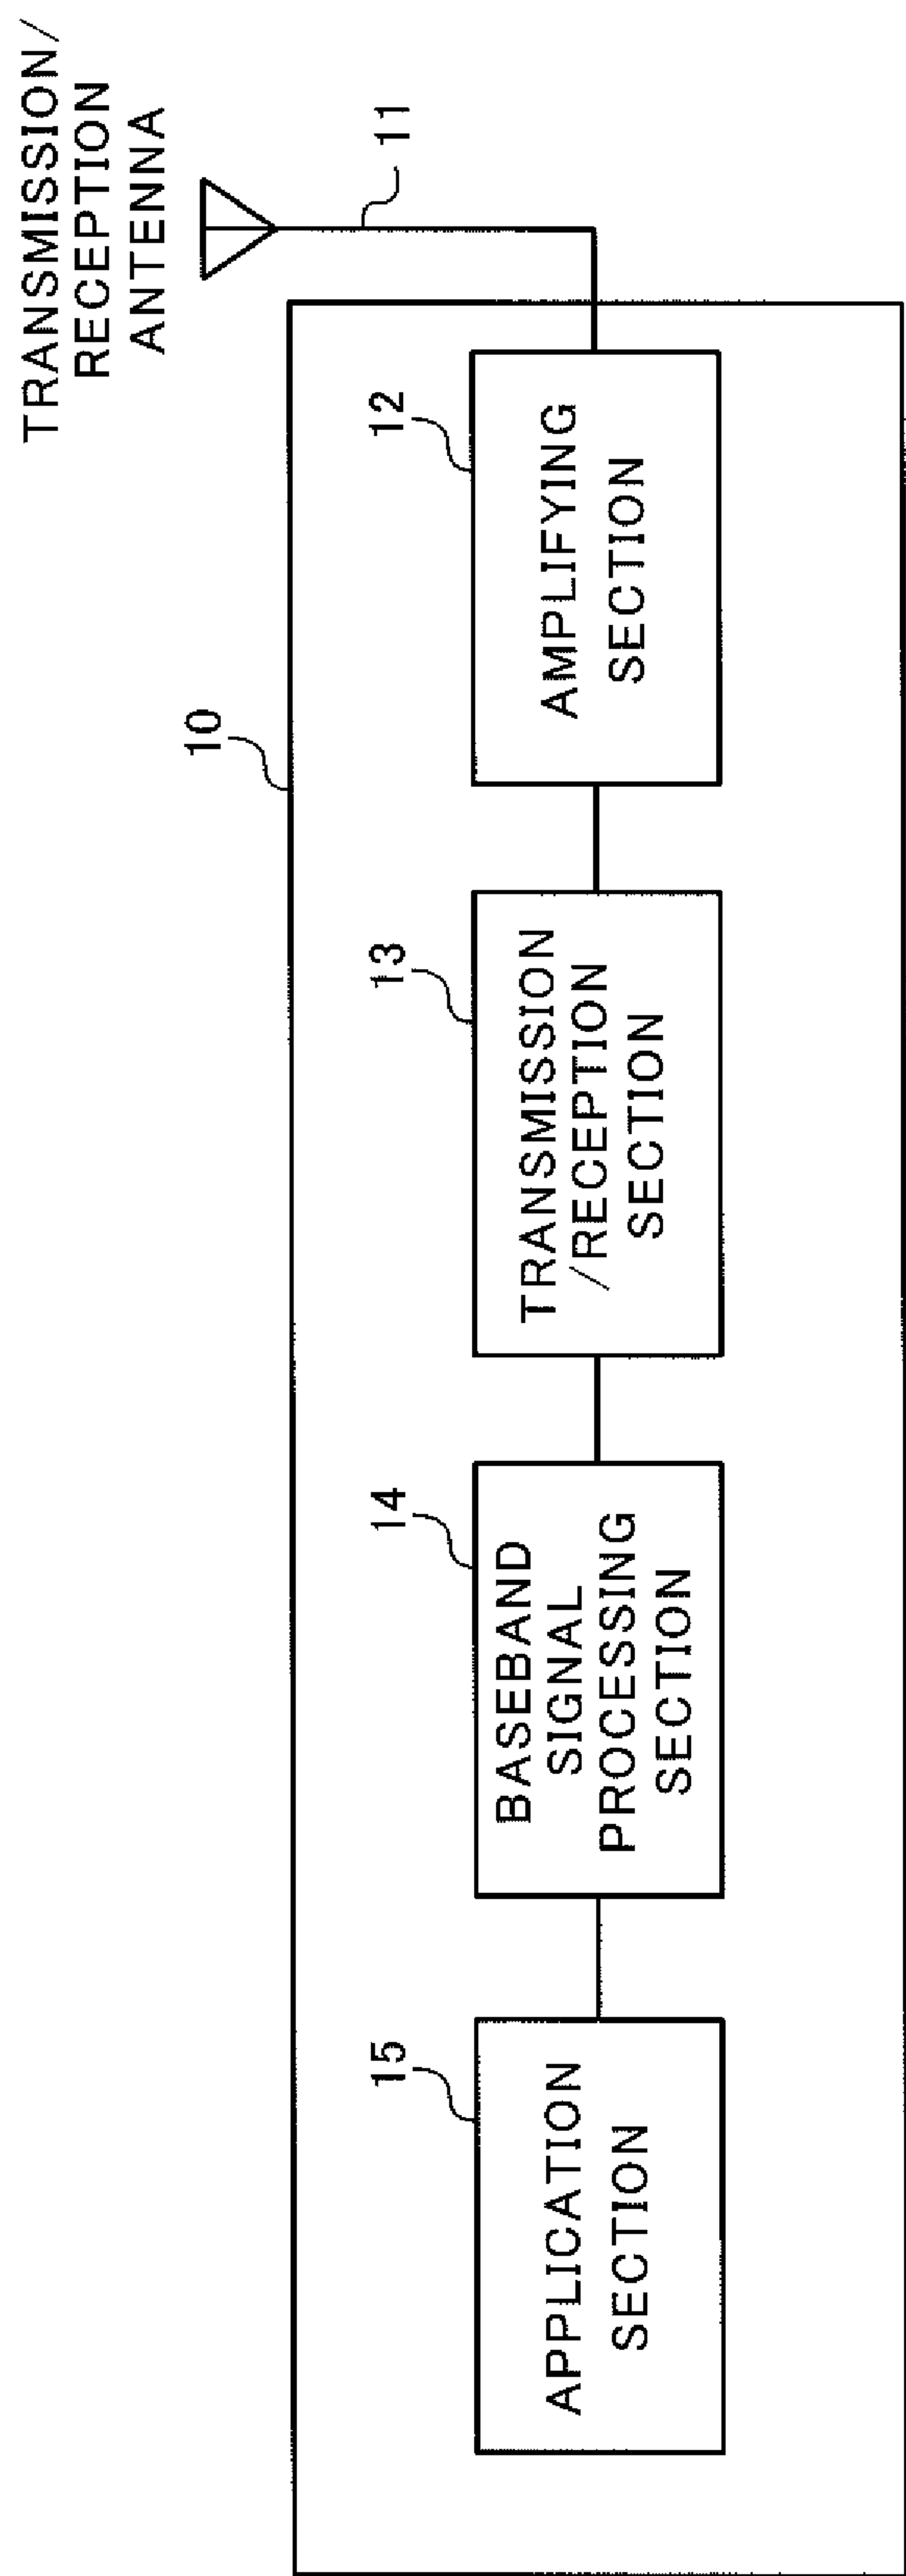 TRANSMISSION/
RECEPTION
ANTENNA
11
10
12
AMPLIFYING
SECTION
13
TRANSMISSION
/RECEPTION
SECTION
14
BASEBAND
SIGNAL
PROCESSING
SECTION
15
APPLICATION
SECTION